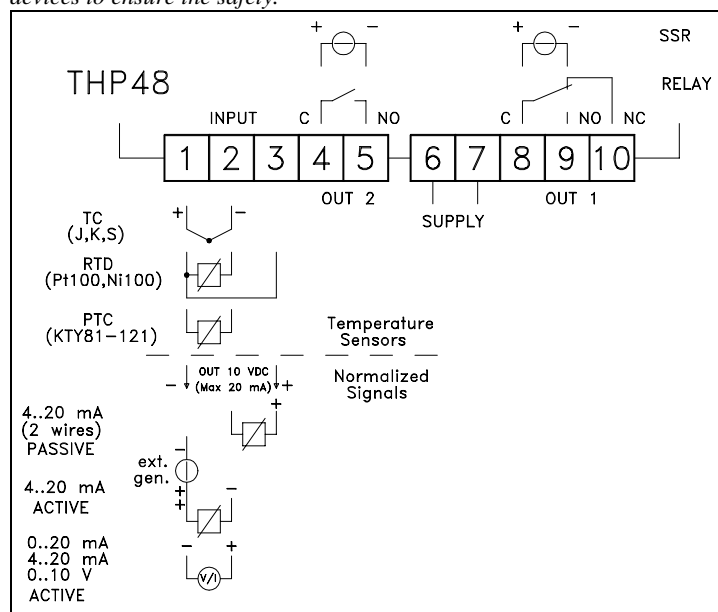 devices to ensure the safety.
+ - + - SSR
THP48 RELAY
INPUT C NO C NO NC
1 2 3 4 5 6 7 8 9 10
OUT 2 SUPPLY OUT 1
TC + -
(J,K,S)
RTD
(Pt100,Ni100)
PTC
(KTY81-121)
Temperature
Sensors
- OUT 10 VDC +
(Max 20 mA)
Normalized
Signals
+
4..20 mA
(2 wires)
PASSIVE
-
ext.
gen.
+
+ -
4..20 mA
ACTIVE
0..20 mA
4..20 mA
0..10 V
ACTIVE
- +
V/I